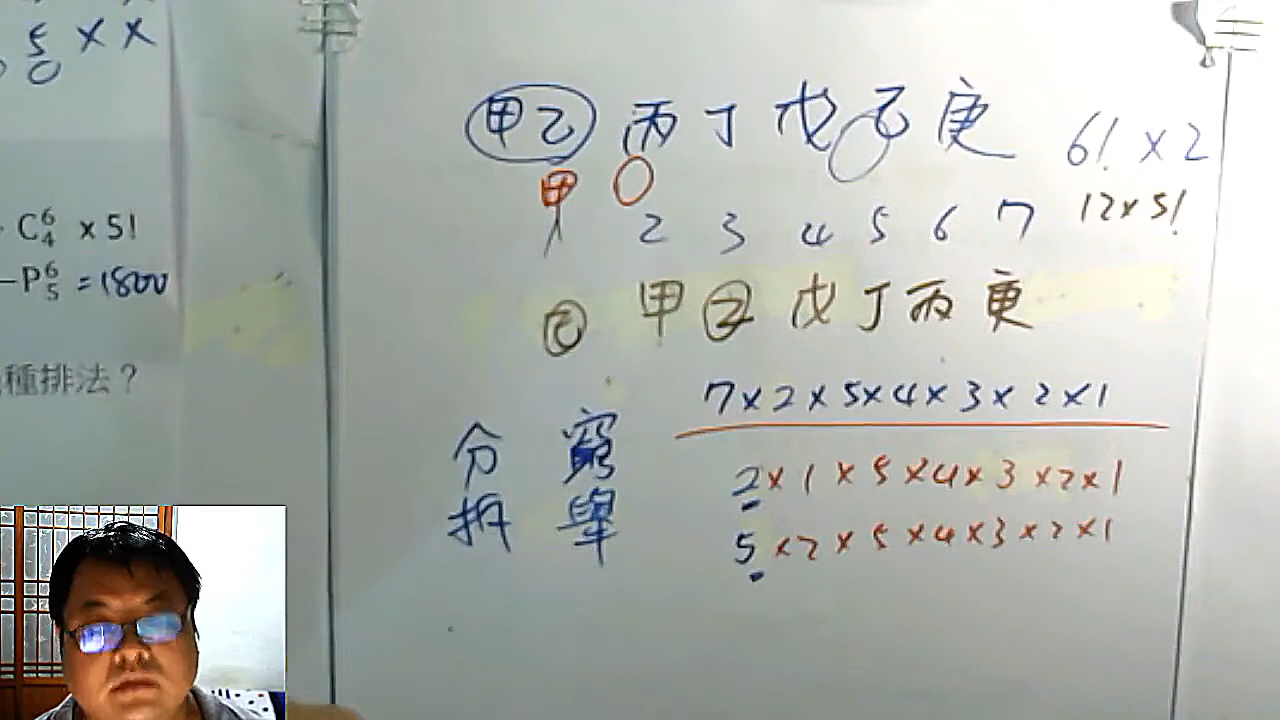 5 × ×
0
C⁶₄ × 5!
–P⁶₅ = 1800
種排法？
甲乙 丙 丁 戊 己 庚 6! × 2
甲 12×5!
1 2 3 4 5 6 7
己 甲 乙 戊 丁 丙 庚
7×2×5×4×3×2×1
分拆 窮舉
2×1×5×4×3×2×1
5×2×5×4×3×2×1